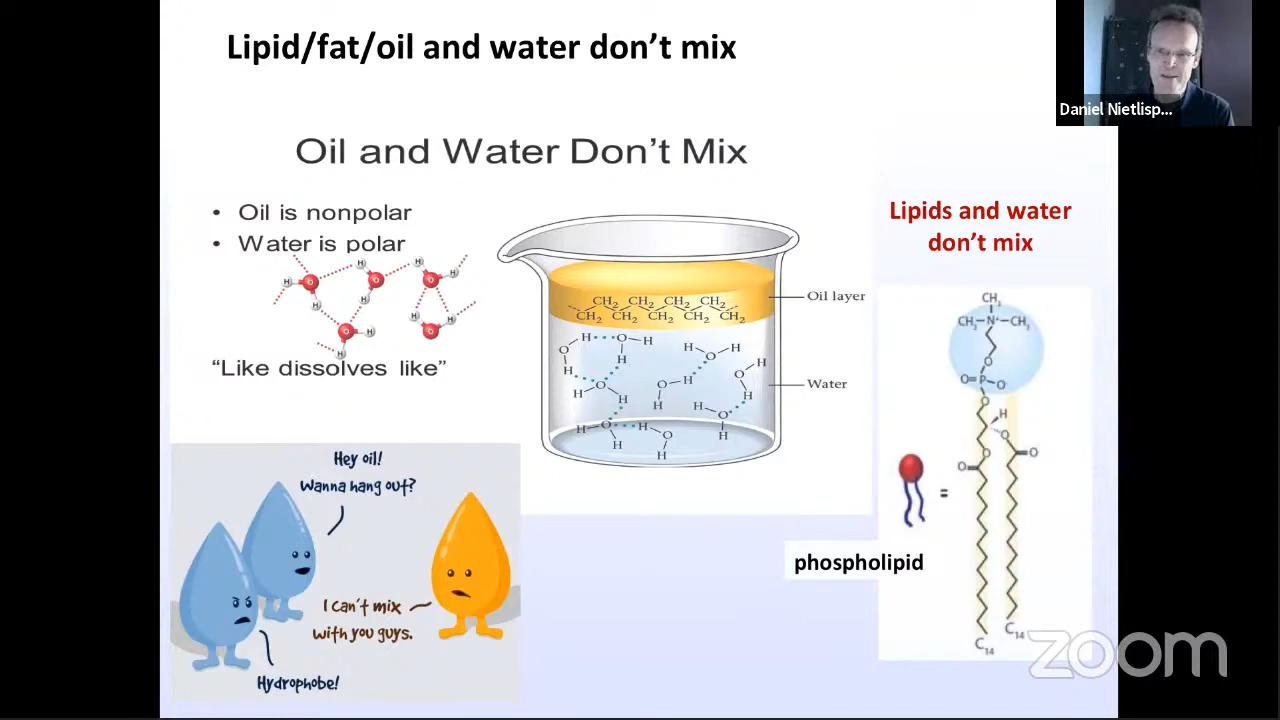 Lipid/fat/oil and water don't mix
Daniel Nietlisp...
Oil and Water Don't Mix
• Oil is nonpolar
• Water is polar
"Like dissolves like"
H
H
O
H
H
O
H
H
O
H
H
O
H
H
O
CH₂ CH₂ CH₂ CH₂
CH₂ CH₂ CH₂ CH₂
Oil layer
Water
H O H
O H
H
H O H
H O H
H O
H
H O
H
H O H
H O H
H O
H
Lipids and water
don't mix
CH₃
CH₃ N⁺ CH₃
O
O=P-O
O
H
O
O
O
O
C₁₄
C₁₄
=
phospholipid
Hey oil!
Wanna hang out?
I can't mix
with you guys.
Hydrophobe!
zoom